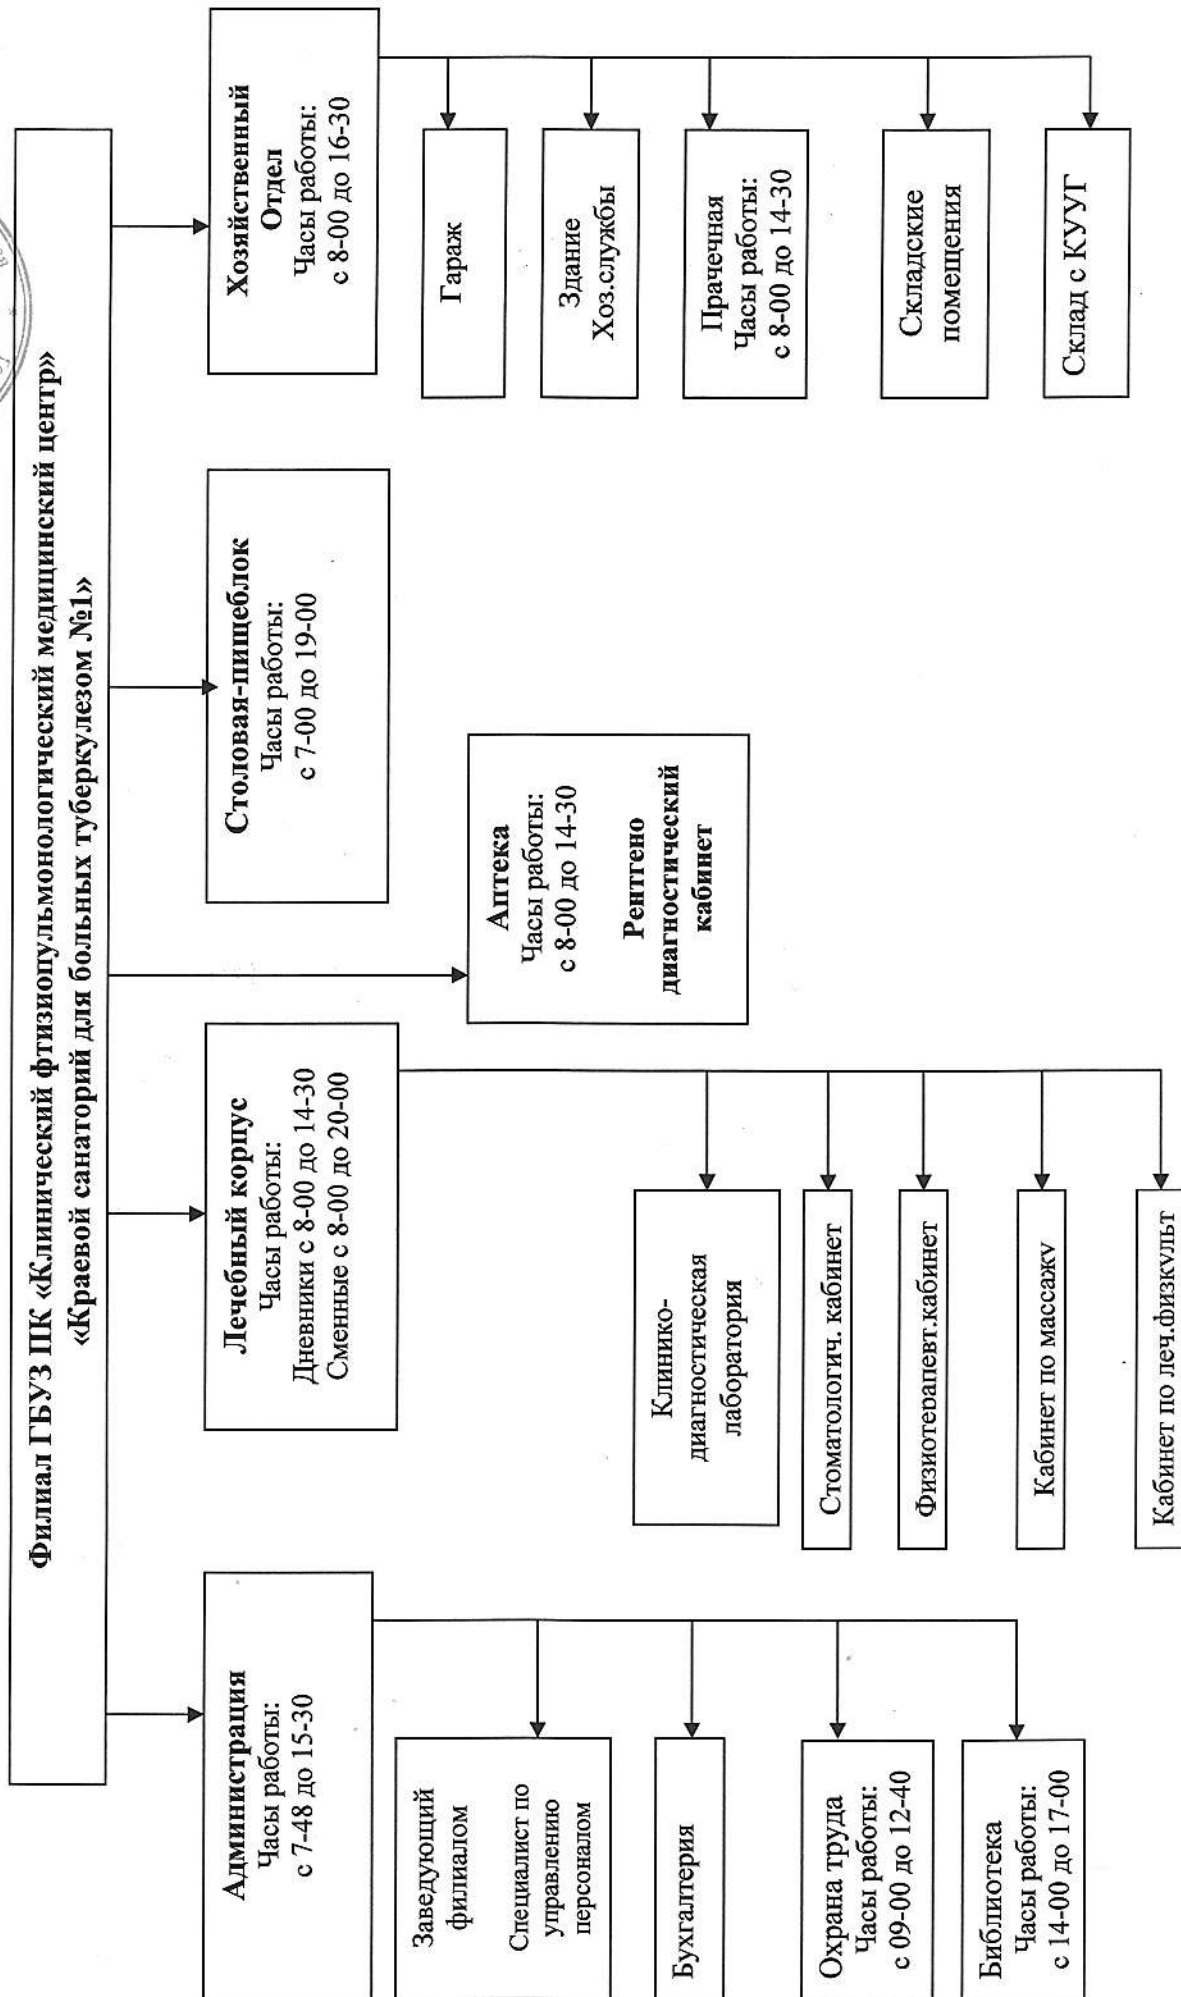 Филиал ГБУЗ ПК «Клинический фтизиопульмонологический медицинский центр»
«Краевой санаторий для больных туберкулезом №1»
Администрация
Часы работы:
с 7-48 до 15-30
Заведующий
филиалом
Специалист по
управлению
персоналом
Бухгалтерия
Охрана труда
Часы работы:
с 09-00 до 12-40
Библиотека
Часы работы:
с 14-00 до 17-00
Лечебный корпус
Часы работы:
Дневники с 8-00 до 14-30
Сменные с 8-00 до 20-00
Клинико-
диагностическая
лаборатория
Стоматологич. кабинет
Физиотерапевт.кабинет
Кабинет по массажу
Кабинет по леч.физкульт
Аптека
Часы работы:
с 8-00 до 14-30
Рентгено
диагностический
кабинет
Столовая-пищеблок
Часы работы:
с 7-00 до 19-00
Хозяйственный
Отдел
Часы работы:
с 8-00 до 16-30
Гараж
Здание
Хоз.службы
Прачечная
Часы работы:
с 8-00 до 14-30
Складские
помещения
Склад с КУУГ